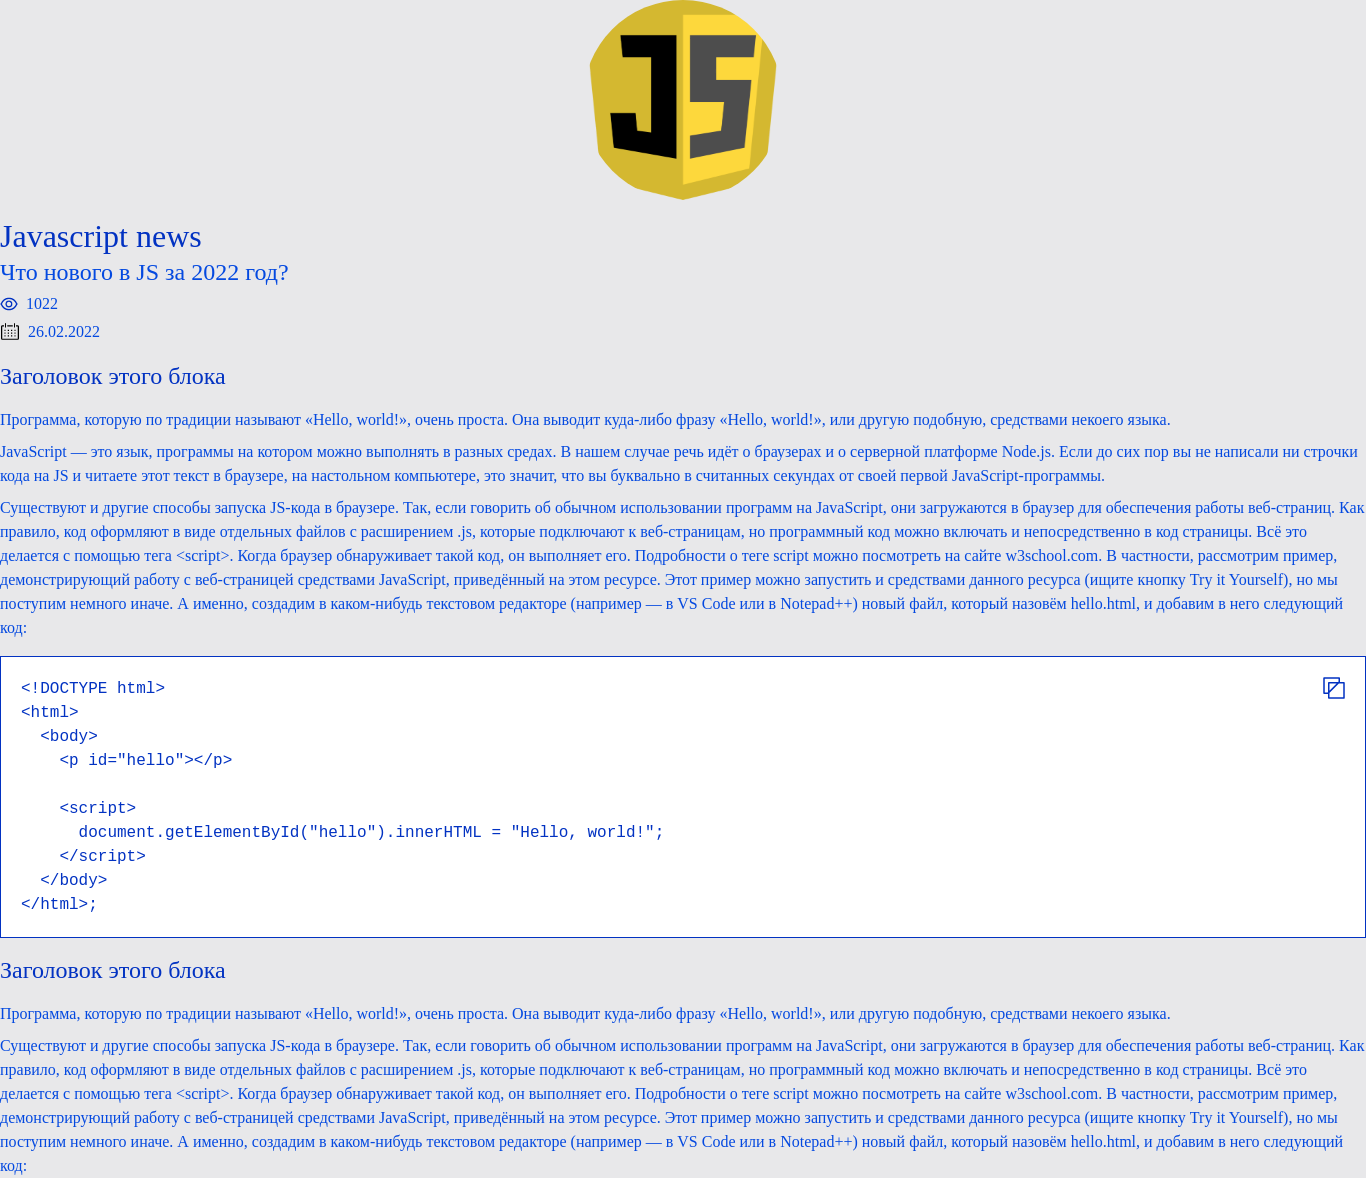 JS
Javascript news
Что нового в JS за 2022 год?
1022
26.02.2022
Заголовок этого блока
Программа, которую по традиции называют «Hello, world!», очень проста. Она выводит куда-либо фразу «Hello, world!», или другую подобную, средствами некоего языка.
JavaScript — это язык, программы на котором можно выполнять в разных средах. В нашем случае речь идёт о браузерах и о серверной платформе Node.js. Если до сих пор вы не написали ни строчки
кода на JS и читаете этот текст в браузере, на настольном компьютере, это значит, что вы буквально в считанных секундах от своей первой JavaScript-программы.
Существуют и другие способы запуска JS-кода в браузере. Так, если говорить об обычном использовании программ на JavaScript, они загружаются в браузер для обеспечения работы веб-страниц. Как
правило, код оформляют в виде отдельных файлов с расширением .js, которые подключают к веб-страницам, но программный код можно включать и непосредственно в код страницы. Всё это
делается с помощью тега <script>. Когда браузер обнаруживает такой код, он выполняет его. Подробности о теге script можно посмотреть на сайте w3school.com. В частности, рассмотрим пример,
демонстрирующий работу с веб-страницей средствами JavaScript, приведённый на этом ресурсе. Этот пример можно запустить и средствами данного ресурса (ищите кнопку Try it Yourself), но мы
поступим немного иначе. А именно, создадим в каком-нибудь текстовом редакторе (например — в VS Code или в Notepad++) новый файл, который назовём hello.html, и добавим в него следующий
код:
<!DOCTYPE html>
<html>
  <body>
    <p id="hello"></p>

    <script>
      document.getElementById("hello").innerHTML = "Hello, world!";
    </script>
  </body>
</html>;
Заголовок этого блока
Программа, которую по традиции называют «Hello, world!», очень проста. Она выводит куда-либо фразу «Hello, world!», или другую подобную, средствами некоего языка.
Существуют и другие способы запуска JS-кода в браузере. Так, если говорить об обычном использовании программ на JavaScript, они загружаются в браузер для обеспечения работы веб-страниц. Как
правило, код оформляют в виде отдельных файлов с расширением .js, которые подключают к веб-страницам, но программный код можно включать и непосредственно в код страницы. Всё это
делается с помощью тега <script>. Когда браузер обнаруживает такой код, он выполняет его. Подробности о теге script можно посмотреть на сайте w3school.com. В частности, рассмотрим пример,
демонстрирующий работу с веб-страницей средствами JavaScript, приведённый на этом ресурсе. Этот пример можно запустить и средствами данного ресурса (ищите кнопку Try it Yourself), но мы
поступим немного иначе. А именно, создадим в каком-нибудь текстовом редакторе (например — в VS Code или в Notepad++) новый файл, который назовём hello.html, и добавим в него следующий
код: